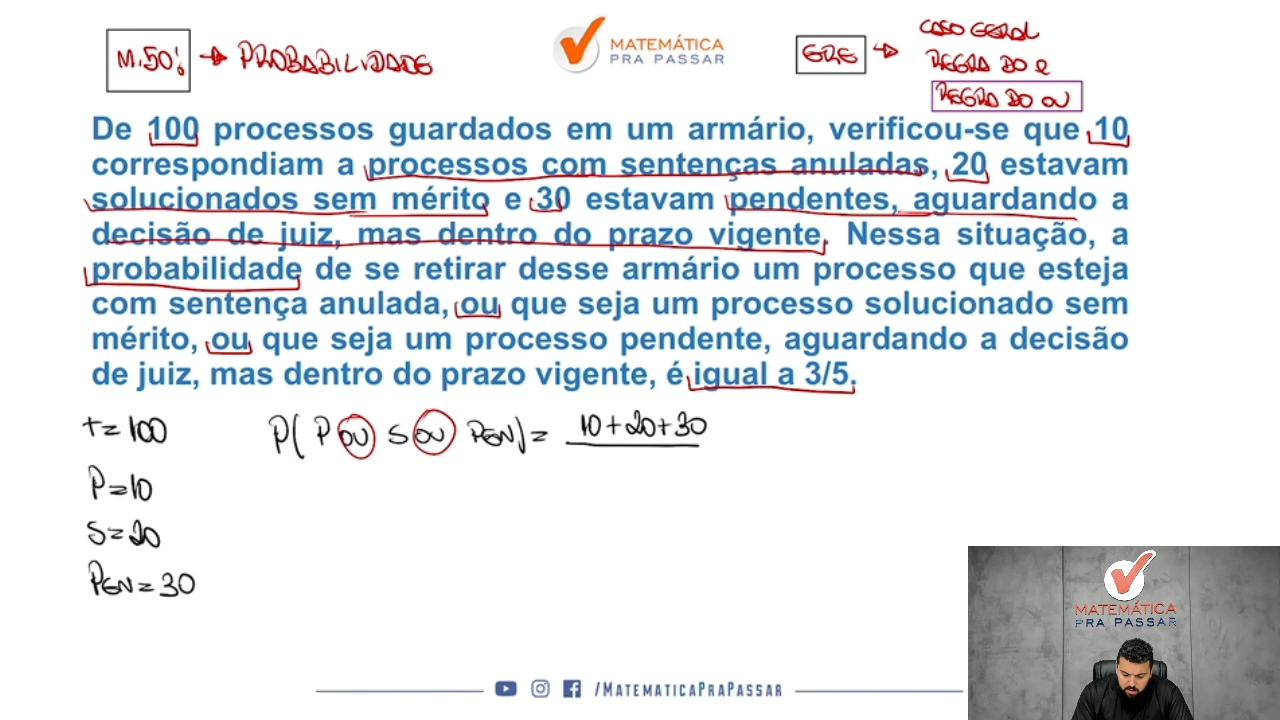 M.50% → PROBABILIDADE
MATEMÁTICA
PRA PASSAR
CASO GERAL
REGRA DO E
REGRA DO OU
De 100 processos guardados em um armário, verificou-se que 10
correspondiam a processos com sentenças anuladas, 20 estavam
solucionados sem mérito e 30 estavam pendentes, aguardando a
decisão de juiz, mas dentro do prazo vigente. Nessa situação, a
probabilidade de se retirar desse armário um processo que esteja
com sentença anulada, ou que seja um processo solucionado sem
mérito, ou que seja um processo pendente, aguardando a decisão
de juiz, mas dentro do prazo vigente, é igual a 3/5.
T=100
P( P OU S OU PEN) = 10+20+30
P=10
S=20
PEN=30
MATEMÁTICA
PRA PASSAR
/MatematicaPraPassar